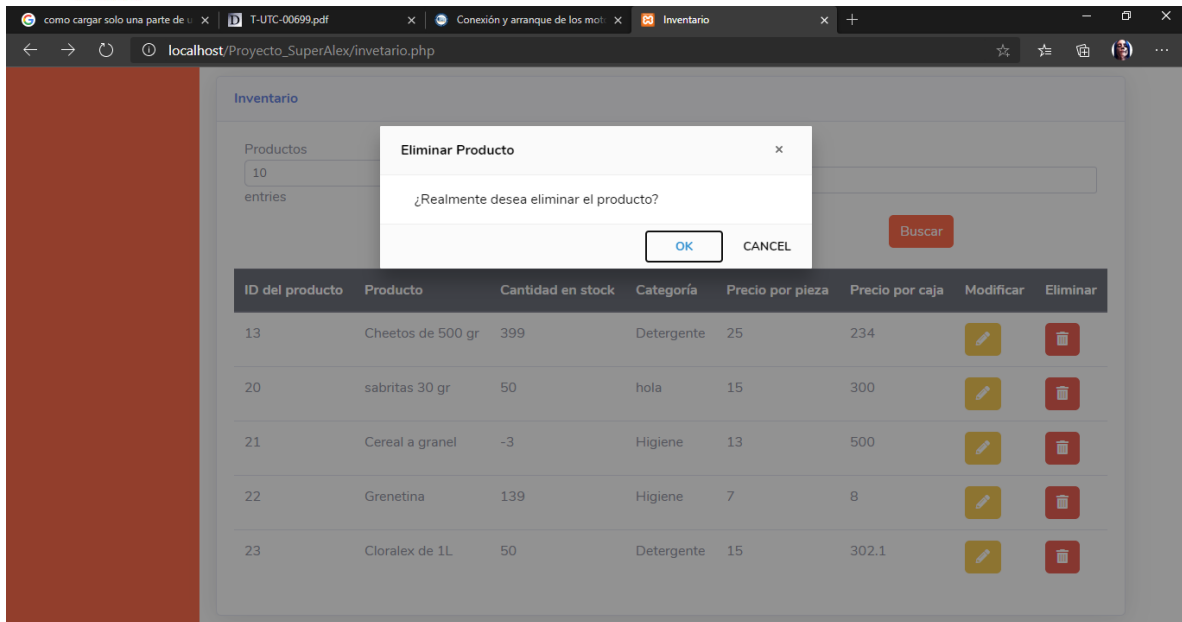 como cargar solo una parte de u
T-UTC-00699.pdf
Conexión y arranque de los mot
Inventario
localhost/Proyecto_SuperAlex/invetario.php
Inventario
Productos
10
entries
Eliminar Producto
¿Realmente desea eliminar el producto?
OK CANCEL
Buscar
ID del producto Producto Cantidad en stock Categoría Precio por pieza Precio por caja Modificar Eliminar
13 Cheetos de 500 gr 399 Detergente 25 234
20 sabritas 30 gr 50 hola 15 300
21 Cereal a granel -3 Higiene 13 500
22 Grenetina 139 Higiene 7 8
23 Cloralex de 1L 50 Detergente 15 302.1